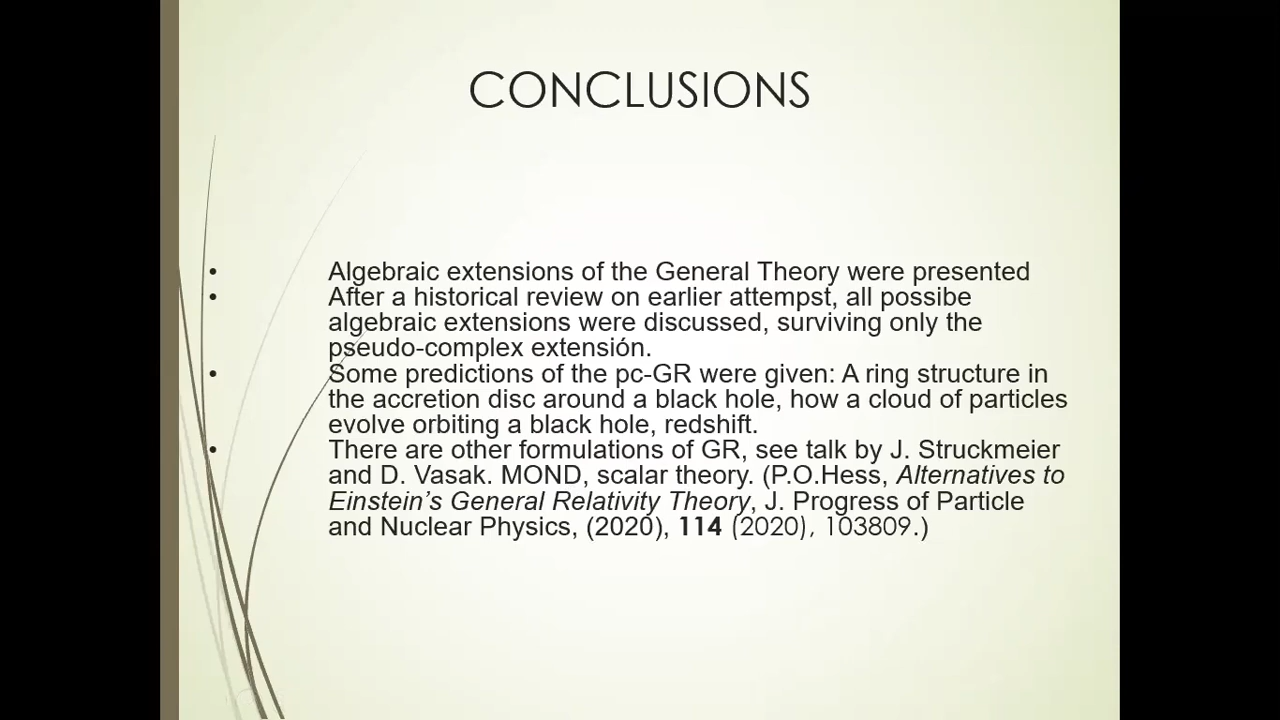 CONCLUSIONS
• Algebraic extensions of the General Theory were presented
• After a historical review on earlier attempst, all possibe
algebraic extensions were discussed, surviving only the
pseudo-complex extensión.
• Some predictions of the pc-GR were given: A ring structure in
the accretion disc around a black hole, how a cloud of particles
evolve orbiting a black hole, redshift.
• There are other formulations of GR, see talk by J. Struckmeier
and D. Vasak. MOND, scalar theory. (P.O.Hess, Alternatives to
Einstein’s General Relativity Theory, J. Progress of Particle
and Nuclear Physics, (2020), 114 (2020), 103809.)